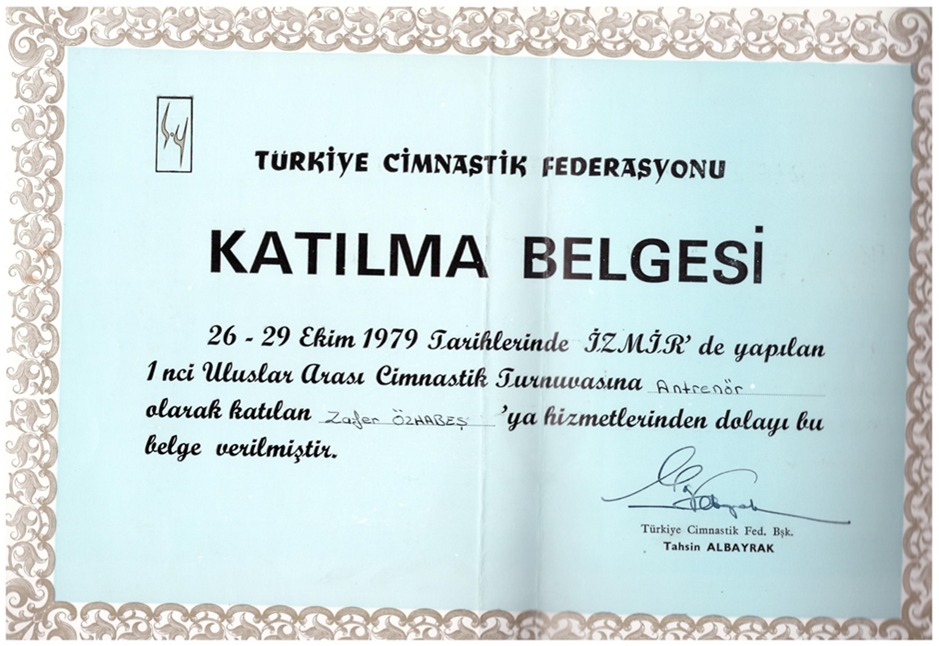 TÜRKİYE CİMNASTİK FEDERASYONU
KATILMA BELGESİ
26 - 29 Ekim 1979 Tarihlerinde İZMİR' de yapılan
1 nci Uluslar Arası Cimnastik Turnuvasına Antrenör
olarak katılan Zafer ÖZHABEŞ 'ya hizmetlerinden dolayı bu
belge verilmiştir.
Türkiye Cimnastik Fed. Bşk.
Tahsin ALBAYRAK